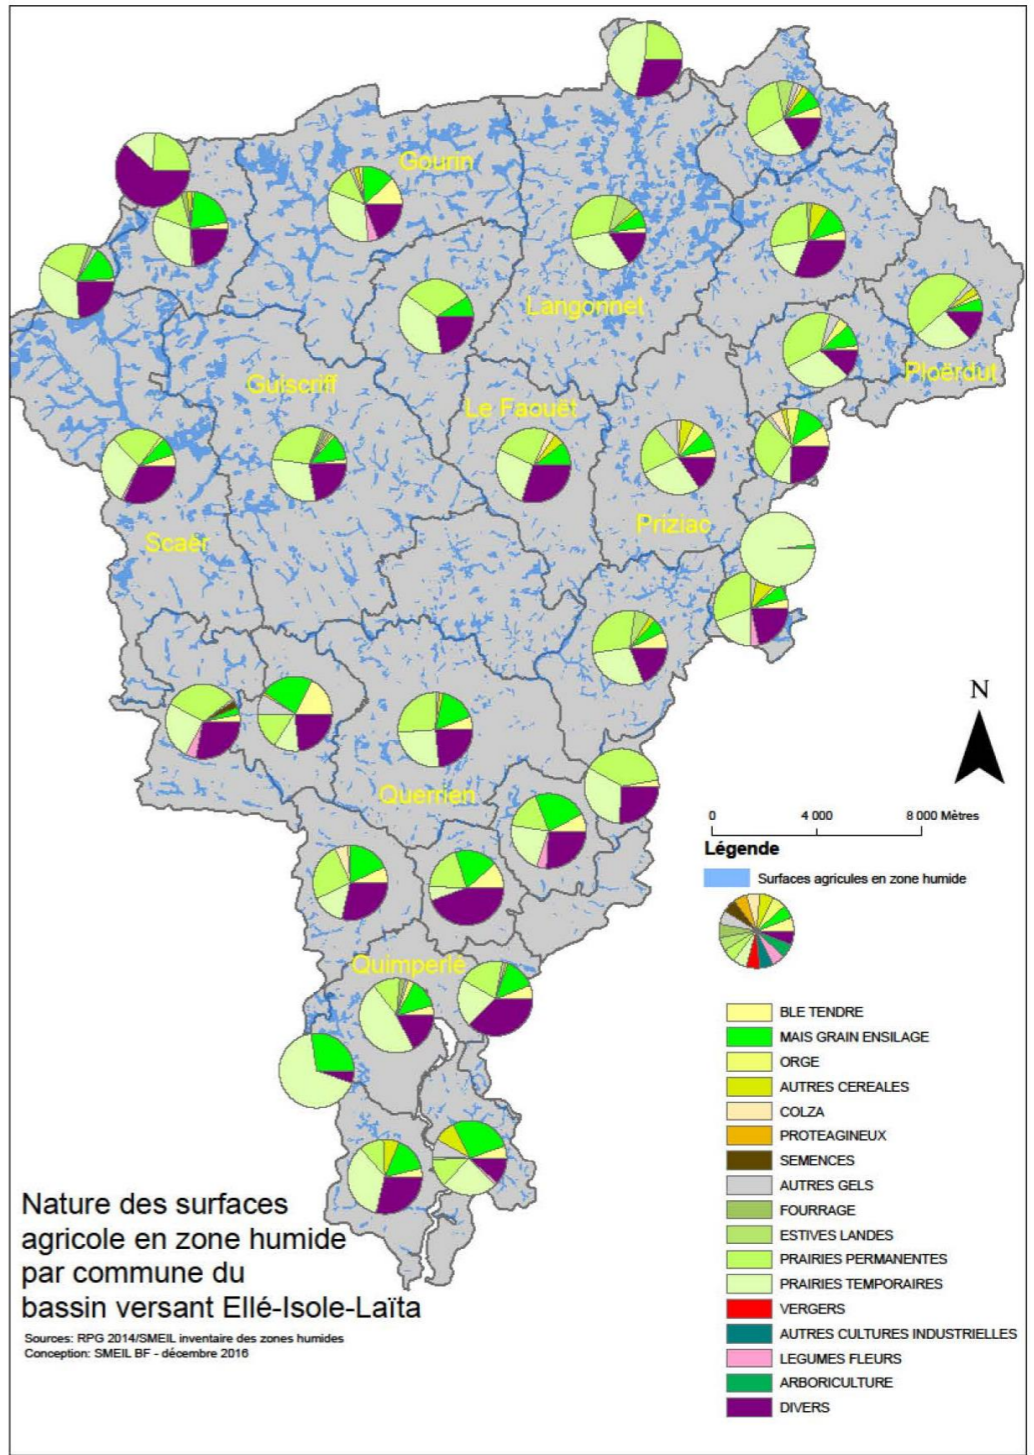 Gourin
Langonnet
Guiscriff
Le Faouët
Ploërdut
Scaër
Priziac
N
Querrien
0 4 000 8 000 Mètres
Légende
Surfaces agricules en zone humide
Quimperlé
BLE TENDRE
MAIS GRAIN ENSILAGE
ORGE
AUTRES CEREALES
COLZA
PROTEAGINEUX
SEMENCES
AUTRES GELS
FOURRAGE
ESTIVES LANDES
PRAIRIES PERMANENTES
PRAIRIES TEMPORAIRES
VERGERS
AUTRES CULTURES INDUSTRIELLES
LEGUMES FLEURS
ARBORICULTURE
DIVERS
Nature des surfaces
agricole en zone humide
par commune du
bassin versant Ellé-Isole-Laïta
Sources: RPG 2014/SMEIL inventaire des zones humides
Conception: SMEIL BF - décembre 2016